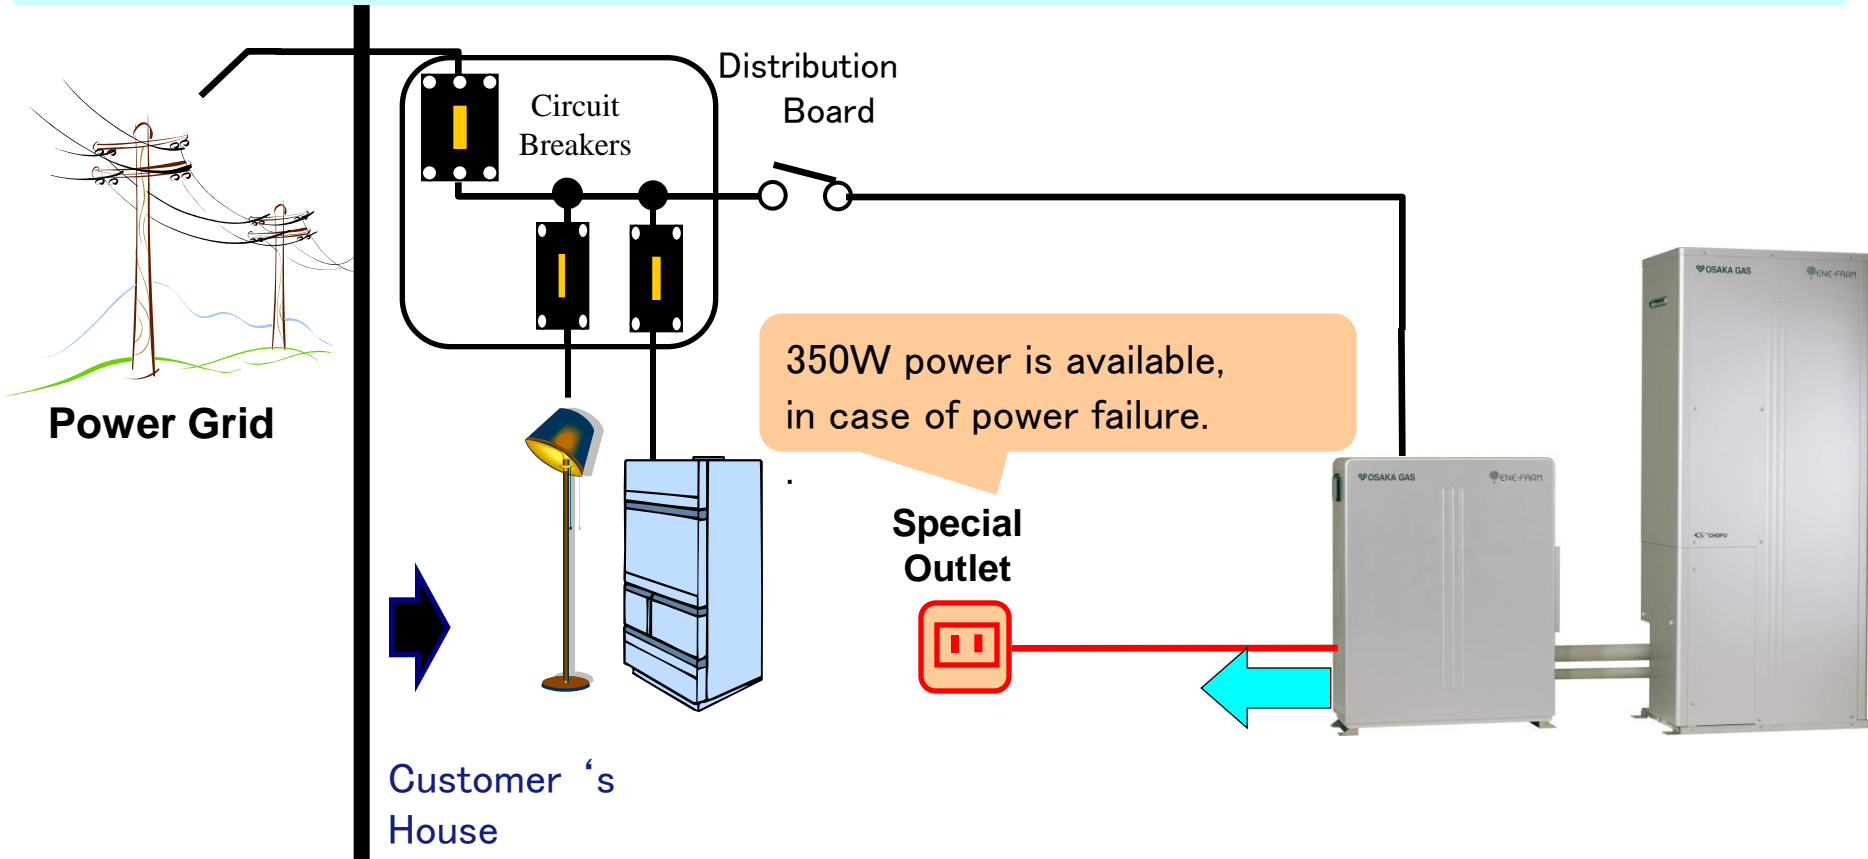 Distribution
Board
Circuit
Breakers
Power Grid
350W power is available,
in case of power failure.
.
Special
Outlet
OSAKA GAS
ENE-FARM
OSAKA GAS
ENE-FARM
CHOFU
Customer ‘s
House